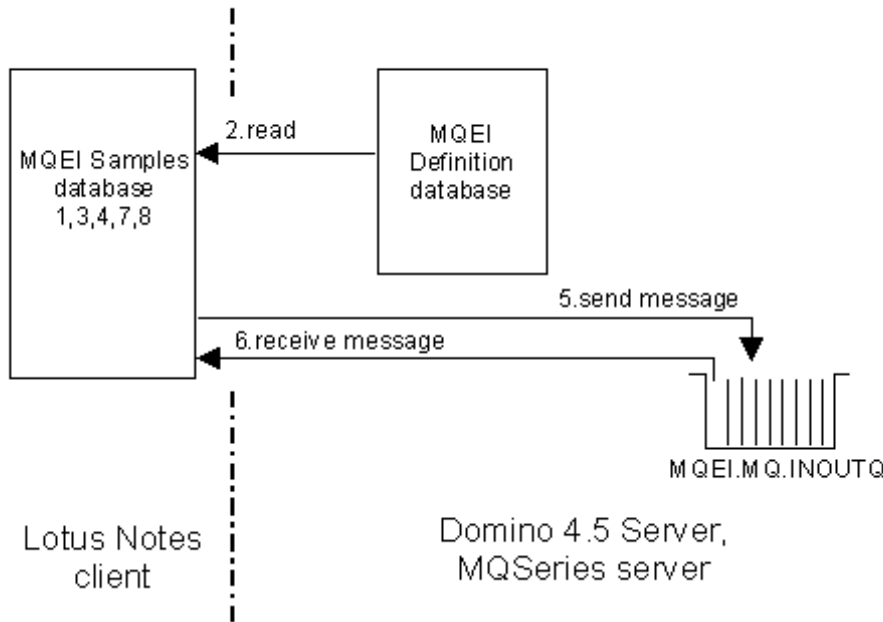 MQEI Samples
database
1,3,4,7,8
2.read
MQEI
Definition
database
5.send message
6.receive message
MQEI.MQ.INOUTQ
Lotus Notes
client
Domino 4.5 Server,
MQSeries server